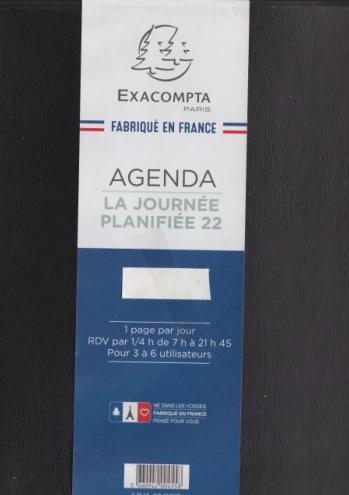 EXACOMPTA
PARIS
FABRIQUÉ EN FRANCE
AGENDA
LA JOURNÉE
PLANIFIÉE 22
1 page par jour
RDV par 1/4 h de 7 h à 21 h 45
Pour 3 à 6 utilisateurs
NÉ DANS LES VOSGES
FABRIQUÉ EN FRANCE
PENSÉ POUR VOUS